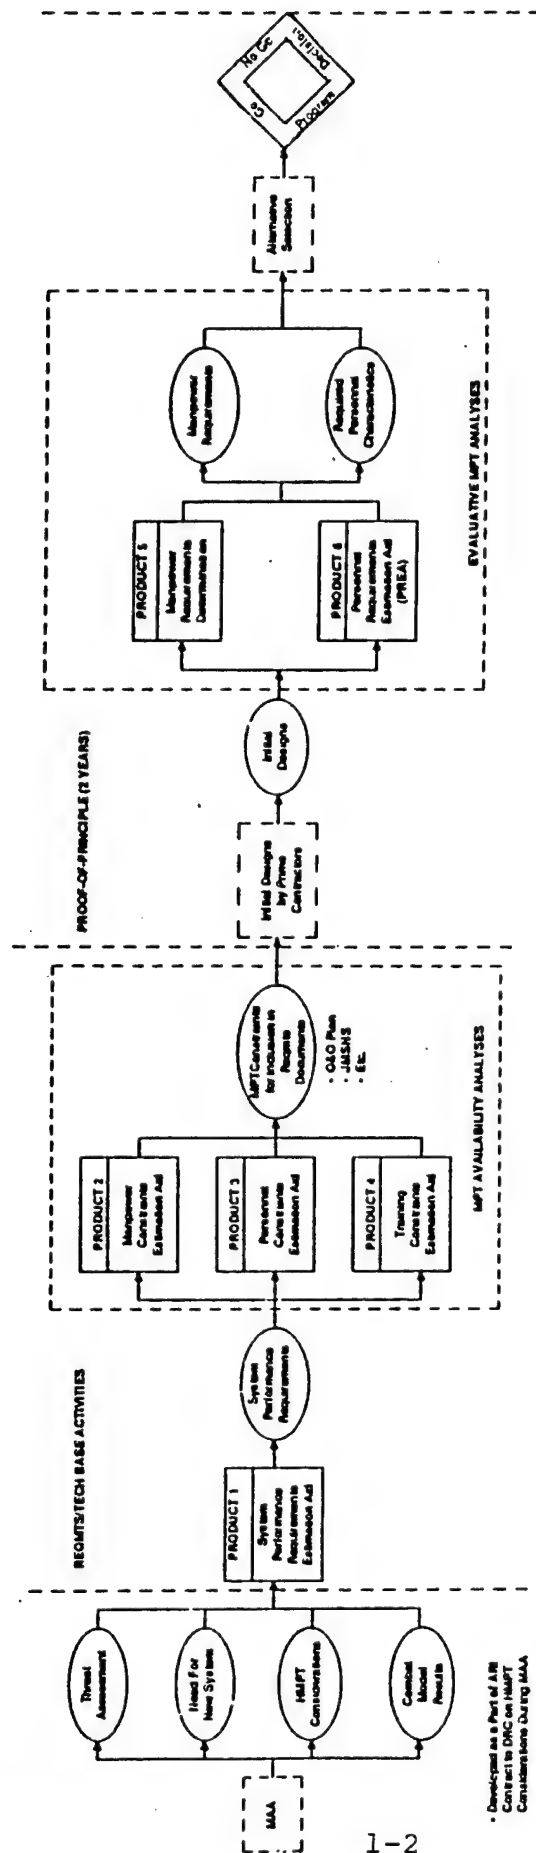 MAA
Threat
Assessment
Need For
New System
HMPT
Considerations
Combat
Model
Results
• Developed as a Part of ARI
Contract to DRC on HMPT
Considerations During MAA
REQMTS/TECH BASE ACTIVITIES
PRODUCT 1
System
Performance
Requirements
Estimation Aid
System
Performance
Requirements
PRODUCT 2
Manpower
Constraints
Estimation Aid
PRODUCT 3
Personnel
Constraints
Estimation Aid
PRODUCT 4
Training
Constraints
Estimation Aid
MPT Constraints
for Inclusion in
Reqmts
Documents
• O&O Plan
• JMSNS
• Etc.
MPT AVAILABILITY ANALYSES
PROOF-OF-PRINCIPLE (2 YEARS)
Initial Designs
by Prime
Contractors
Initial
Designs
PRODUCT 5
Manpower
Requirements
Determination
PRODUCT 6
Personnel
Requirements
Estimation Aid
(PREA)
Manpower
Requirements
Required
Personnel
Characteristics
EVALUATIVE MPT ANALYSES
Alternative
Selection
Go
No Go
Program
Decision
1-2